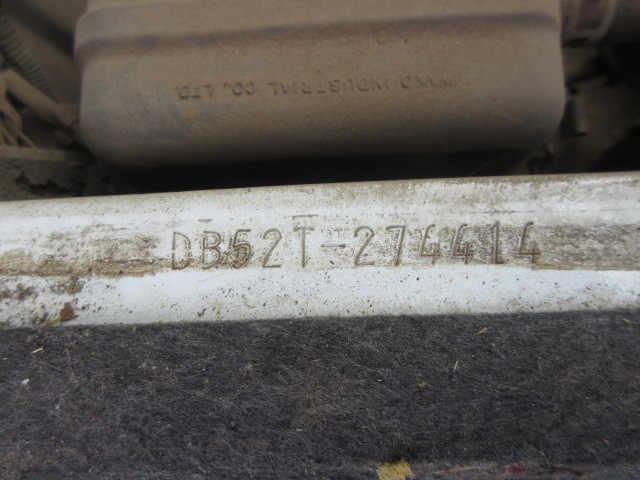 INDUSTRIAL CO., LTD.
DB52T-274414